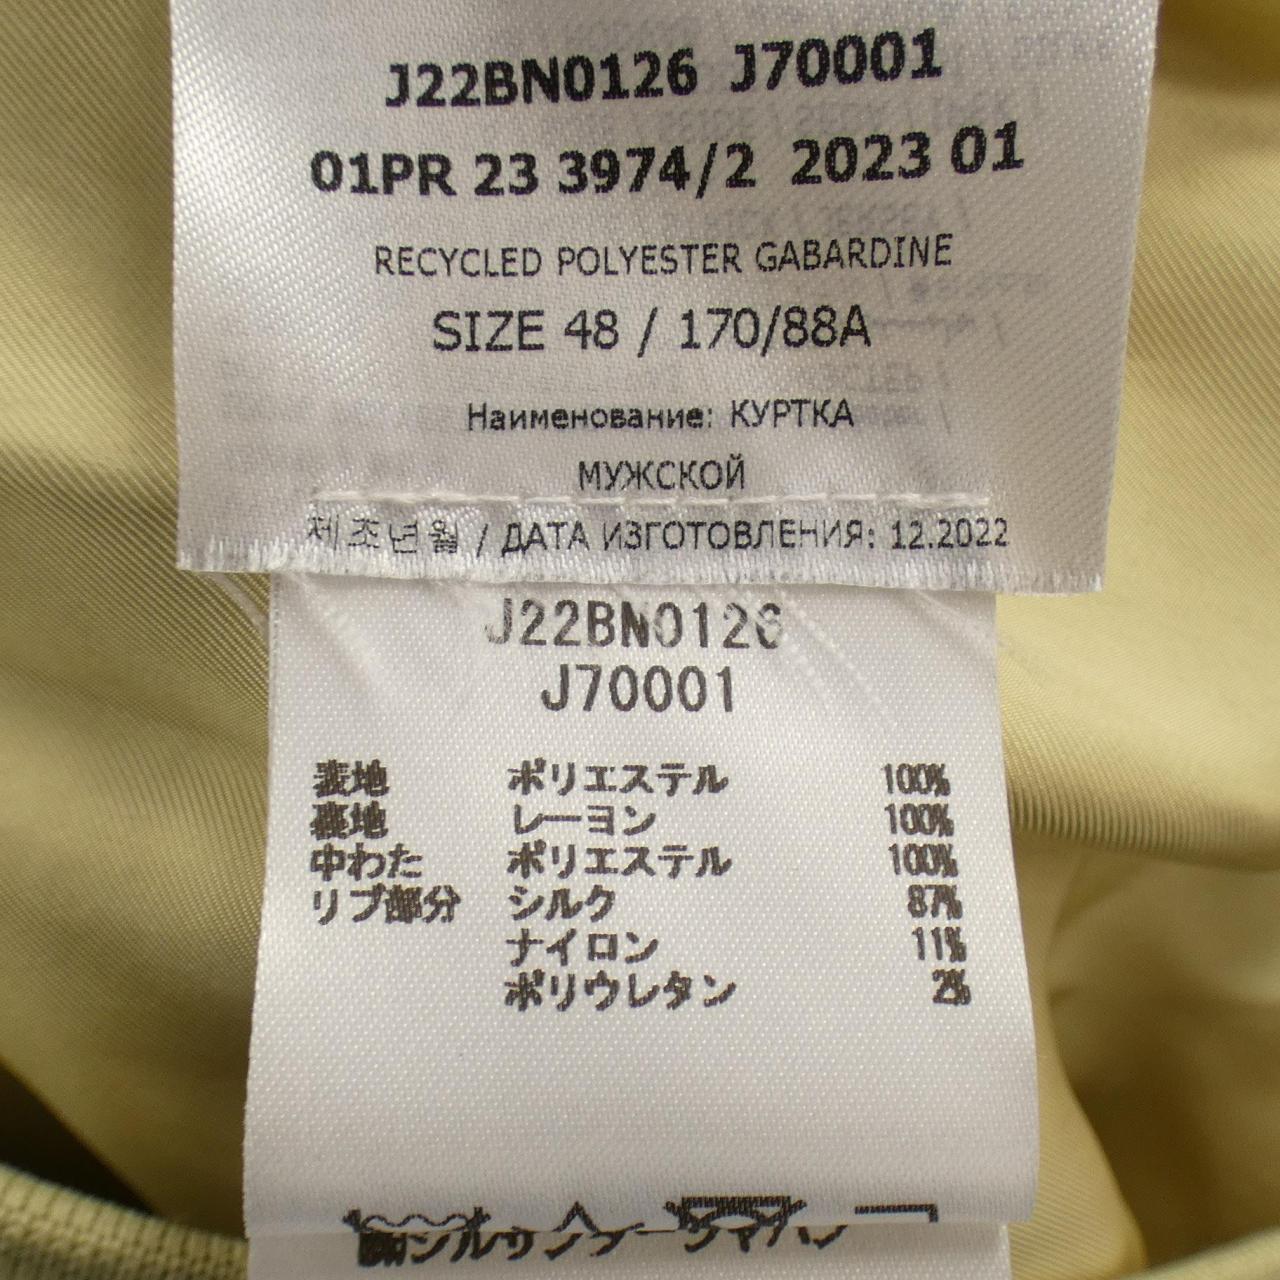 J22BN0126 J70001
01PR 23 3974/2 2023 01
RECYCLED POLYESTER GABARDINE
SIZE 48 / 170/88A
Наименование: КУРТКА
МУЖСКОЙ
제조년월 / ДАТА ИЗГОТОВЛЕНИЯ: 12.2022
J22BN0126
J70001
表地 ポリエステル 100%
裏地 レーヨン 100%
中わた ポリエステル 100%
リブ部分 シルク 87%
ナイロン 11%
ポリウレタン 2%